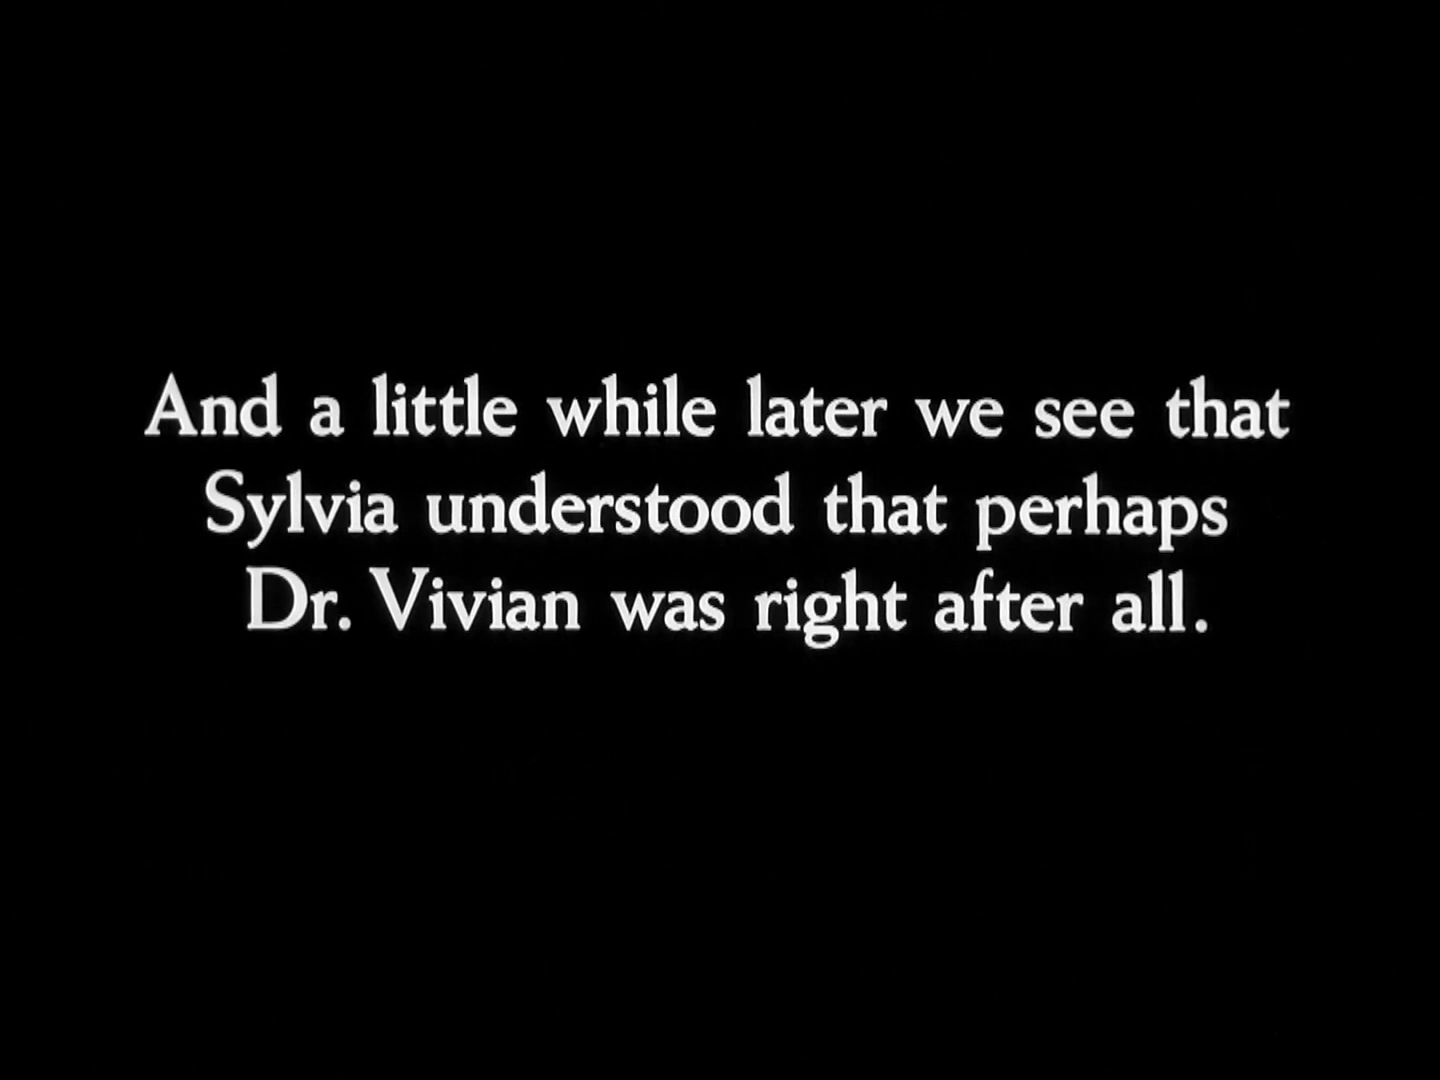 And a little while later we see that
Sylvia understood that perhaps
Dr. Vivian was right after all.